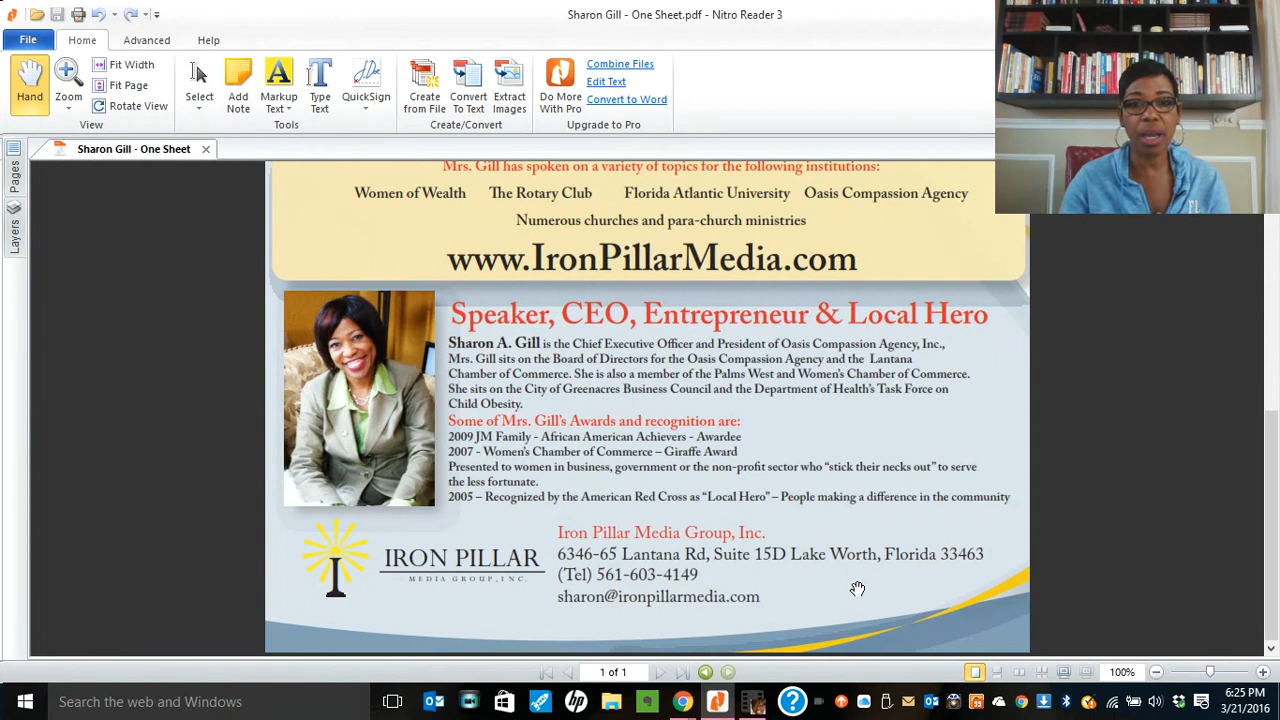 Sharon Gill - One Sheet.pdf - Nitro Reader 3
File Home Advanced Help
Hand
Zoom
Fit Width
Fit Page
Rotate View
View
Select
Add Note
Markup Text
Type Text
QuickSign
Tools
Create from File
Convert To Text
Extract Images
Create/Convert
Do More With Pro
Combine Files
Edit Text
Convert to Word
Upgrade to Pro
Sharon Gill - One Sheet
Pages
Layers
Mrs. Gill has spoken on a variety of topics for the following institutions:
Women of Wealth The Rotary Club Florida Atlantic University Oasis Compassion Agency
Numerous churches and para-church ministries
www.IronPillarMedia.com
Speaker, CEO, Entrepreneur & Local Hero
Sharon A. Gill is the Chief Executive Officer and President of Oasis Compassion Agency, Inc.,
Mrs. Gill sits on the Board of Directors for the Oasis Compassion Agency and the Lantana
Chamber of Commerce. She is also a member of the Palms West and Women's Chamber of Commerce.
She sits on the City of Greenacres Business Council and the Department of Health's Task Force on
Child Obesity.
Some of Mrs. Gill's Awards and recognition are:
2009 JM Family - African American Achievers - Awardee
2007 - Women's Chamber of Commerce – Giraffe Award
Presented to women in business, government or the non-profit sector who "stick their necks out" to serve
the less fortunate.
2005 – Recognized by the American Red Cross as "Local Hero" – People making a difference in the community
IRON PILLAR
MEDIA GROUP, INC.
Iron Pillar Media Group, Inc.
6346-65 Lantana Rd, Suite 15D Lake Worth, Florida 33463
(Tel) 561-603-4149
sharon@ironpillarmedia.com
1 of 1
100%
Search the web and Windows
6:25 PM
3/21/2016